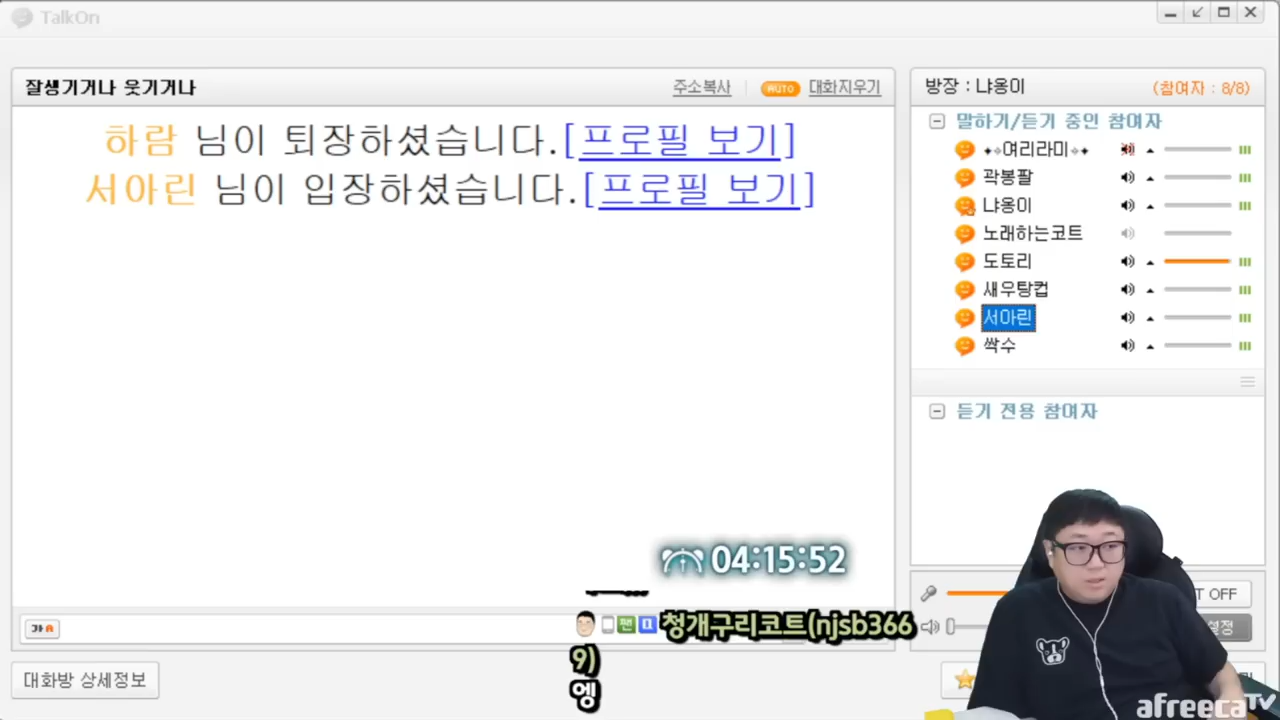 TalkOn
잘생기거나 웃기거나
주소복사
AUTO
대화지우기
하람 님이 퇴장하셨습니다.[프로필 보기]
서아린 님이 입장하셨습니다.[프로필 보기]
방장 : 냐옹이
(참여자 : 8/8)
말하기/듣기 중인 참여자
✦✧여리라미✧✦
곽봉팔
냐옹이
노래하는코트
도토리
새우탕컵
서아린
싹수
듣기 전용 참여자
04:15:52
팬
청개구리코트(njsb366
9)
엥
가
T OFF
설정
대화방 상세정보
afreecaTV